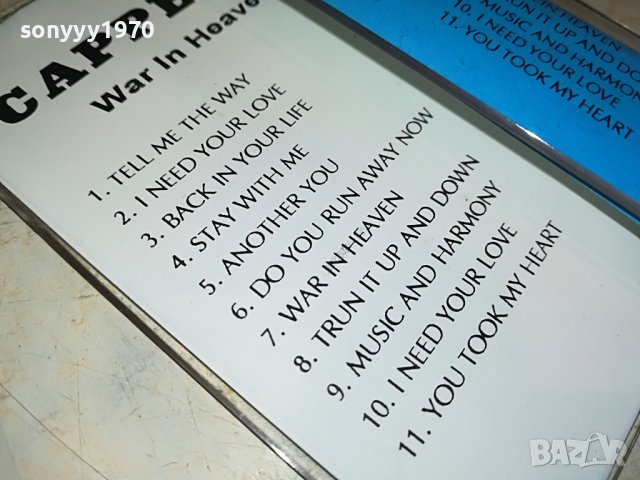 sonyyy1970
CAPPE
War In Heave
1. TELL ME THE WAY
2. I NEED YOUR LOVE
3. BACK IN YOUR LIFE
4. STAY WITH ME
5. ANOTHER YOU
6. DO YOU RUN AWAY NOW
7. WAR IN HEAVEN
8. TRUN IT UP AND DOWN
9. MUSIC AND HARMONY
10. I NEED YOUR LOVE
11. YOU TOOK MY HEART
IN HEAVEN
IT UP AND DO
9. MUSIC AND HARMON
10. I NEED YOUR LOVE
11. YOU TOOK MY HEART
BAZAR